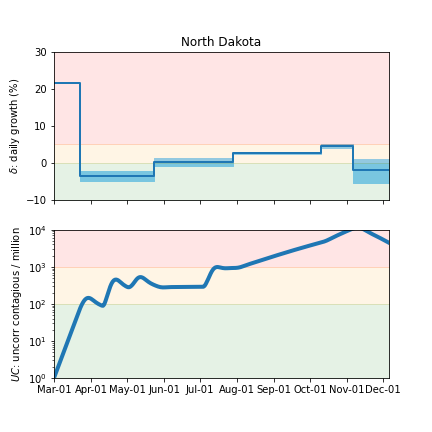 North Dakota
δ: daily growth (%)
30
20
10
0
−10
UC: uncorr contagious / million
10⁴
10³
10²
10¹
10⁰
Mar-01 Apr-01 May-01 Jun-01 Jul-01 Aug-01 Sep-01 Oct-01 Nov-01 Dec-01